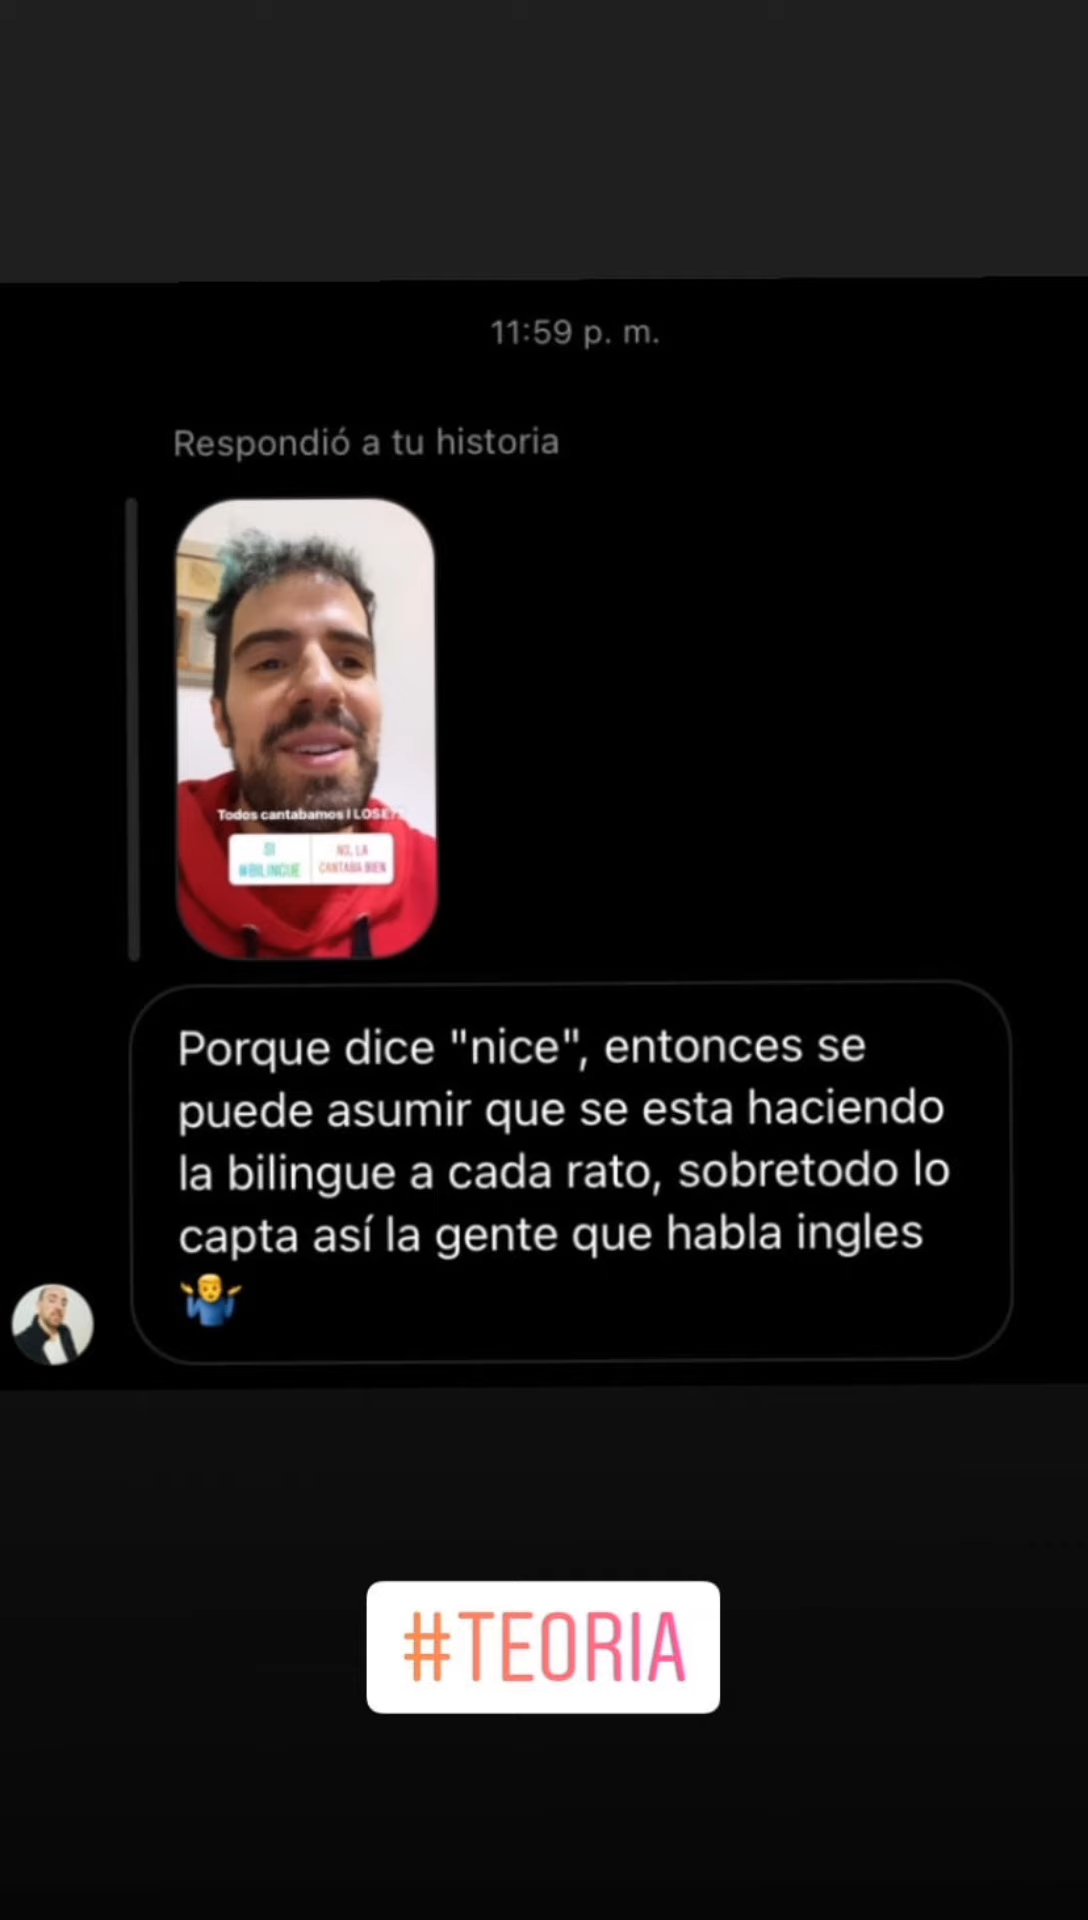 11:59 p. m.
Respondió a tu historia
Todos cantabamos I LOSE?
SI
#BILINGUE
NO, LA
CANTABA BIEN
Porque dice "nice", entonces se
puede asumir que se esta haciendo
la bilingue a cada rato, sobretodo lo
capta así la gente que habla ingles
🤷‍♂️
#TEORIA